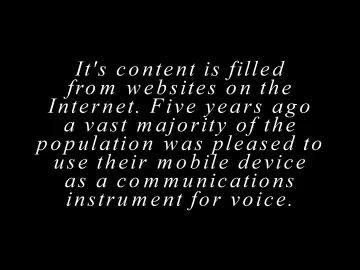 It's content is filled
from websites on the
Internet. Five years ago
a vast majority of the
population was pleased to
use their mobile device
as a communications
instrument for voice.